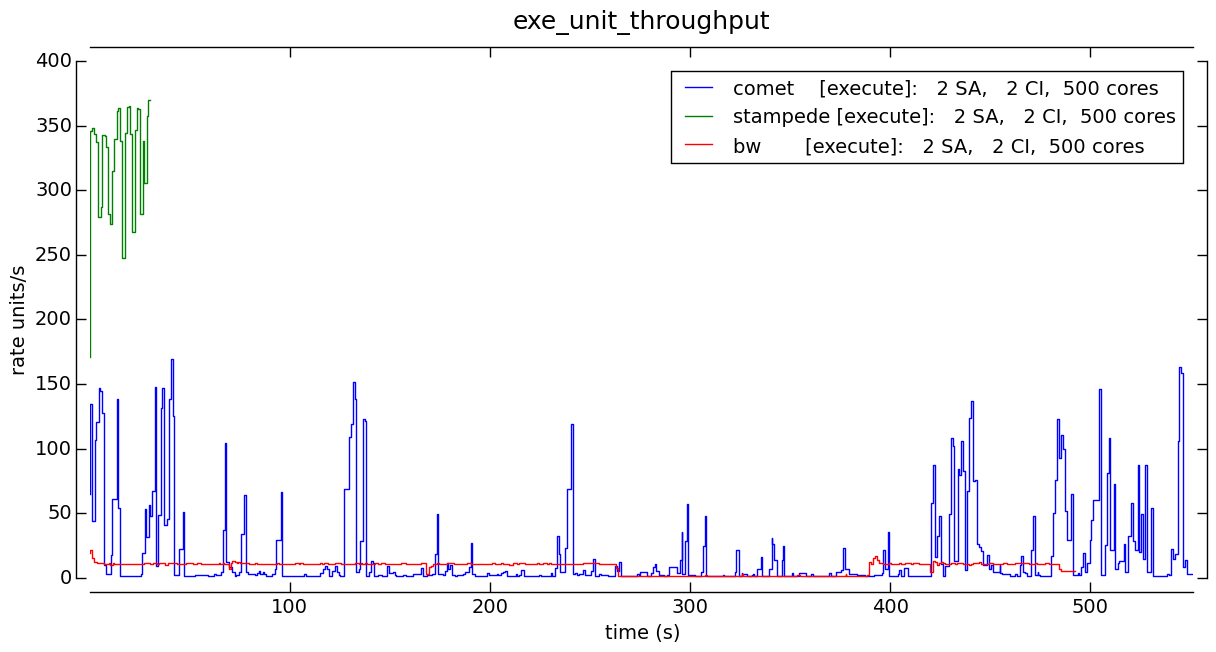 exe_unit_throughput
400
350
300
250
200
150
100
50
0
rate units/s
comet [execute]: 2 SA, 2 CI, 500 cores
stampede [execute]: 2 SA, 2 CI, 500 cores
bw [execute]: 2 SA, 2 CI, 500 cores
100 200 300 400 500
time (s)